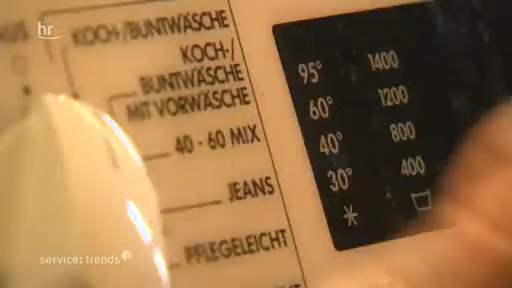 hr
KOCH-/BUNTWÄSCHE
KOCH-/
BUNTWÄSCHE
MIT VORWÄSCHE
40 - 60 MIX
JEANS
PFLEGELEICHT
95° 1400
60° 1200
40° 800
30° 400
service: trends